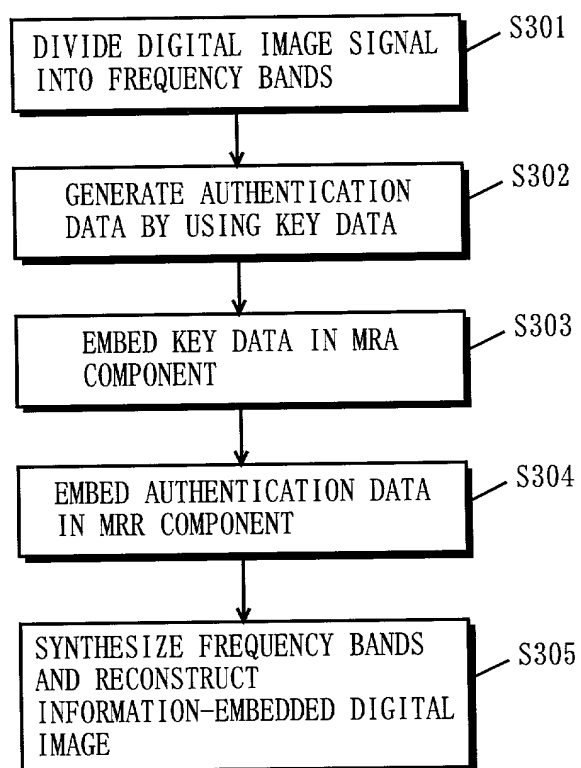 DIVIDE DIGITAL IMAGE SIGNAL
INTO FREQUENCY BANDS
S301
GENERATE AUTHENTICATION
DATA BY USING KEY DATA
S302
EMBED KEY DATA IN MRA
COMPONENT
S303
EMBED AUTHENTICATION DATA
IN MRR COMPONENT
S304
SYNTHESIZE FREQUENCY BANDS
AND RECONSTRUCT
INFORMATION-EMBEDDED DIGITAL
IMAGE
S305